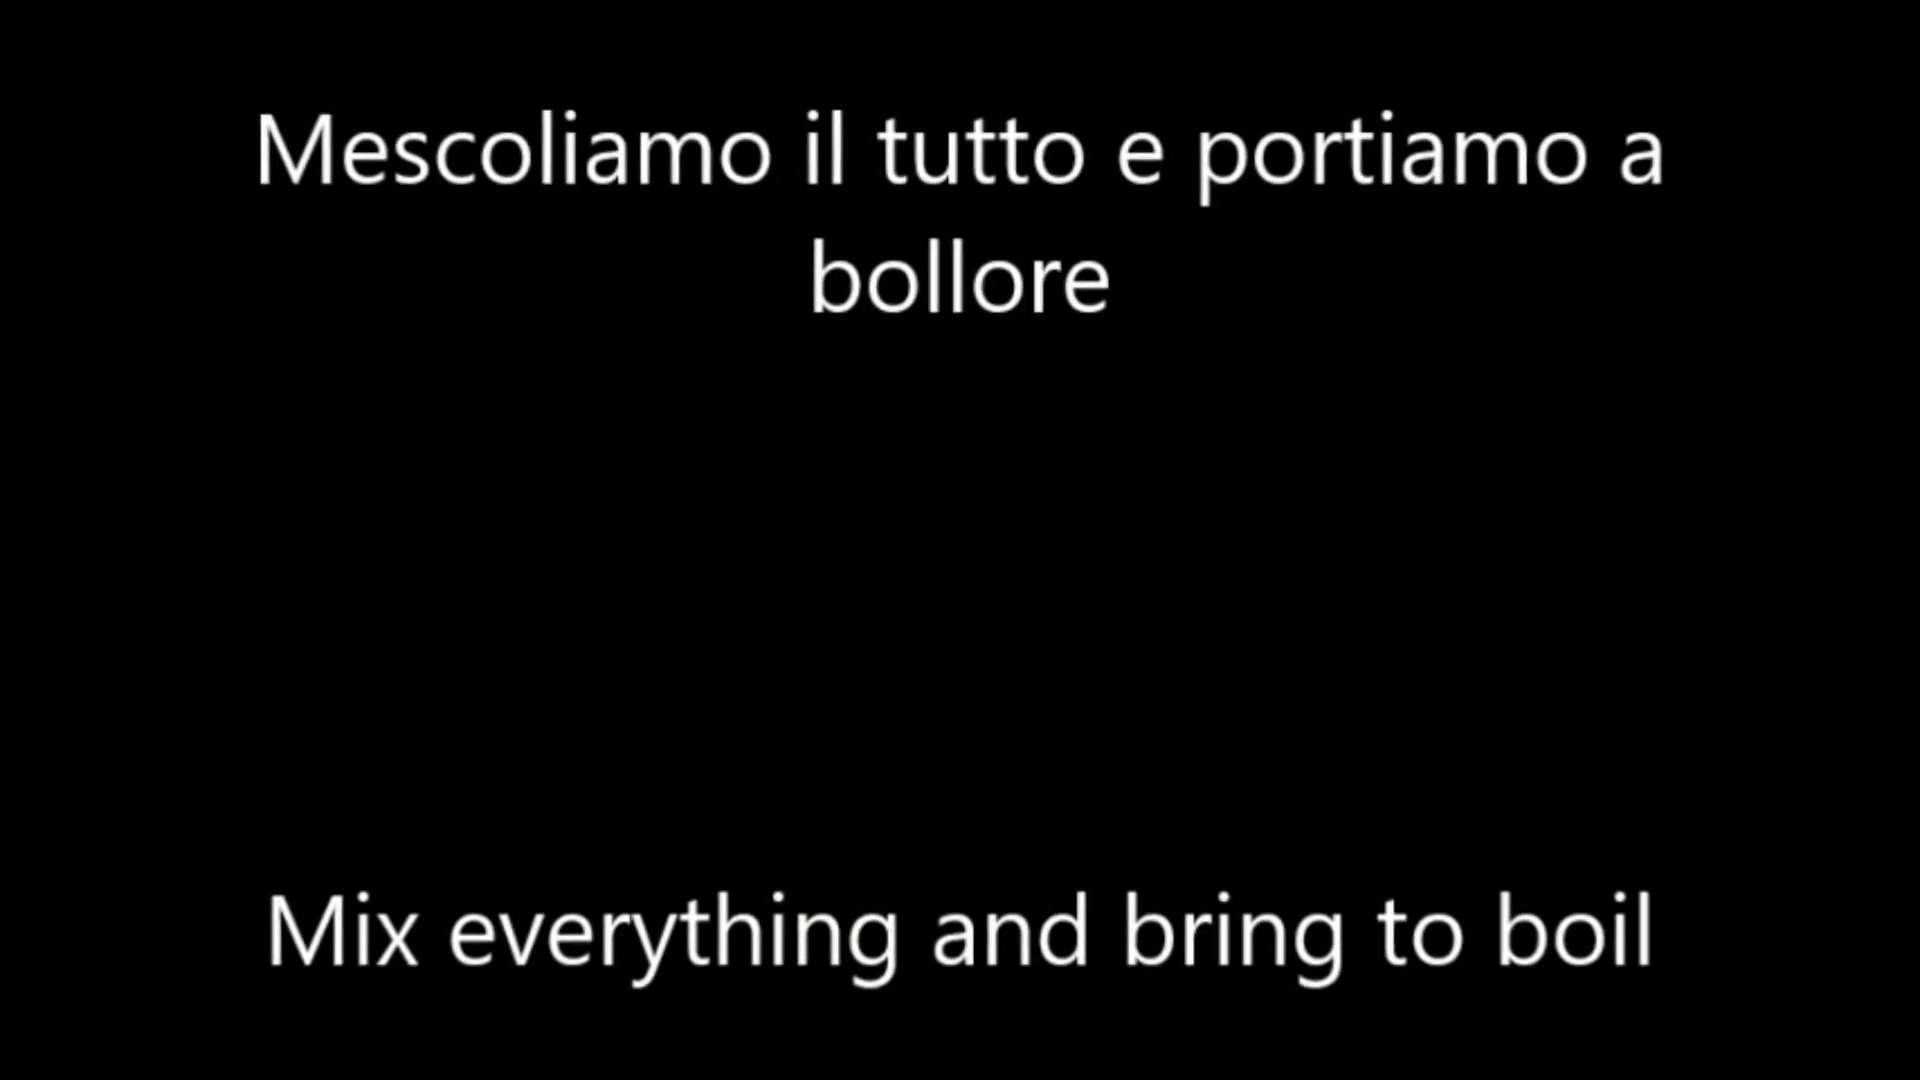 Mescoliamo il tutto e portiamo a
bollore
Mix everything and bring to boil